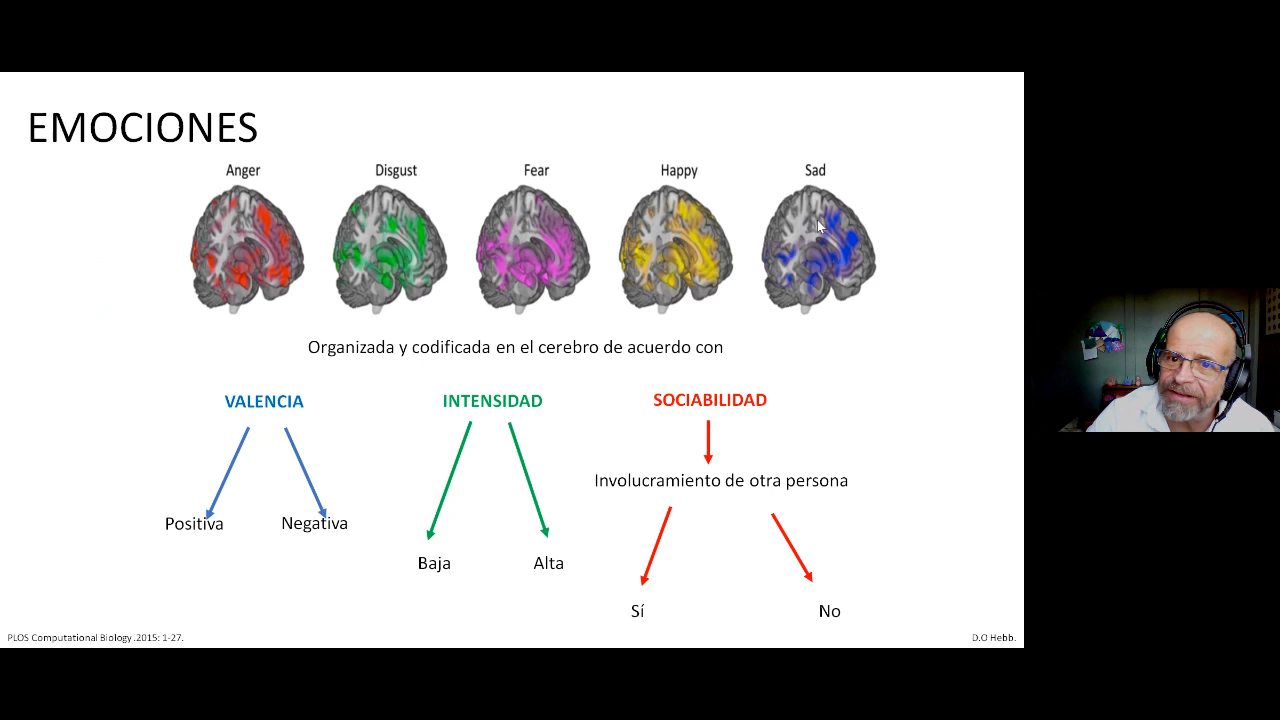 EMOCIONES
Anger Disgust Fear Happy Sad
Organizada y codificada en el cerebro de acuerdo con
VALENCIA INTENSIDAD SOCIABILIDAD
Involucramiento de otra persona
Positiva Negativa
Baja Alta
Sí No
PLOS Computational Biology .2015: 1-27. D.O Hebb.